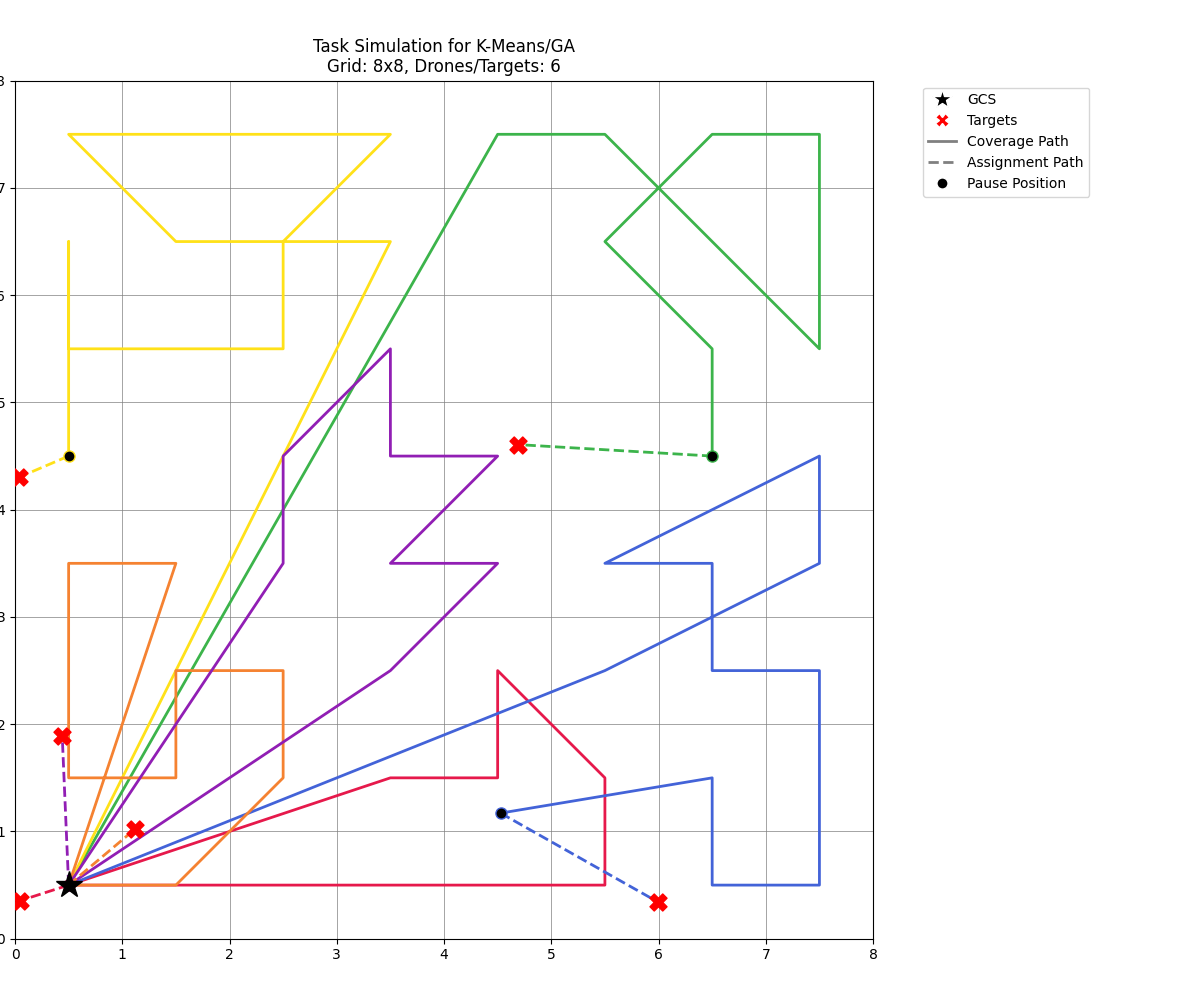 Task Simulation for K-Means/GA
Grid: 8x8, Drones/Targets: 6
GCS
Targets
Coverage Path
Assignment Path
Pause Position
8
7
6
5
4
3
2
1
0
0 1 2 3 4 5 6 7 8